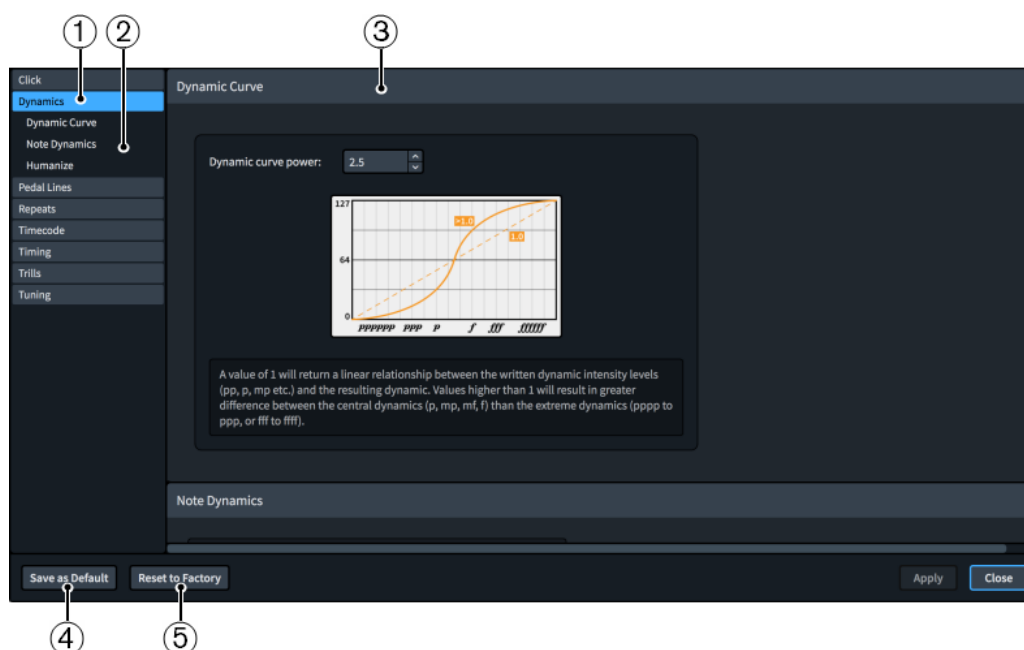 ① ② ③
Click
Dynamics
Dynamic Curve
Note Dynamics
Humanize
Pedal Lines
Repeats
Timecode
Timing
Trills
Tuning
Dynamic Curve
Dynamic curve power: 2.5
127
>1.0
1.0
64
0
pppppp ppp p f fff ffffff
A value of 1 will return a linear relationship between the written dynamic intensity levels
(pp, p, mp etc.) and the resulting dynamic. Values higher than 1 will result in greater
difference between the central dynamics (p, mp, mf, f) than the extreme dynamics (pppp to
ppp, or fff to ffff).
Note Dynamics
Save as Default Reset to Factory Apply Close
④ ⑤